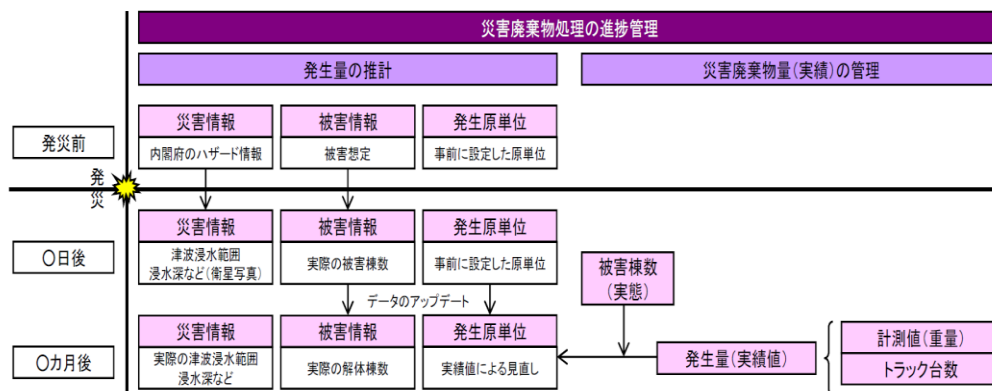 災害廃棄物処理の進捗管理
発生量の推計
災害廃棄物量(実績)の管理
発災前
災害情報
内閣府のハザード情報
被害情報
被害想定
発生原単位
事前に設定した原単位
発災
〇日後
災害情報
津波浸水範囲
浸水深など(衛星写真)
被害情報
実際の被害棟数
発生原単位
事前に設定した原単位
被害棟数
(実態)
データのアップデート
〇カ月後
災害情報
実際の津波浸水範囲
浸水深など
被害情報
実際の解体棟数
発生原単位
実績値による見直し
発生量(実績値)
計測値(重量)
トラック台数